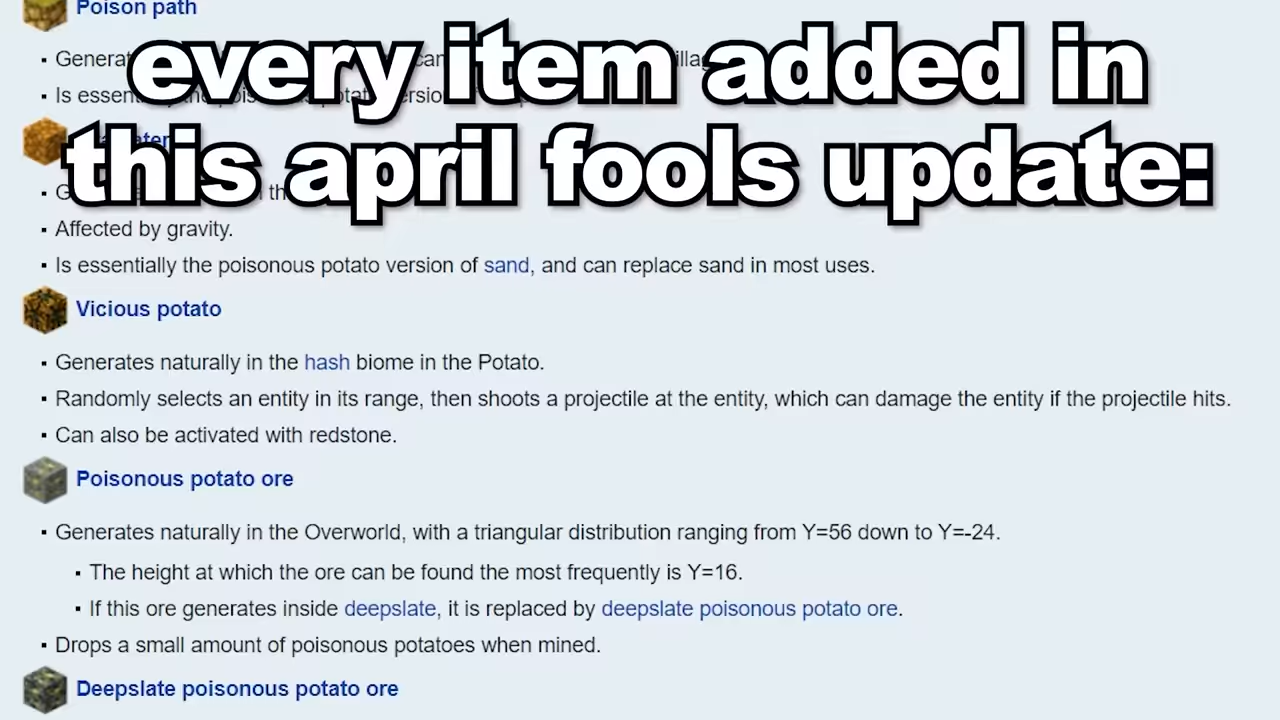 Poison path
every item added in
this april fools update:
Affected by gravity.
Is essentially the poisonous potato version of sand, and can replace sand in most uses.
Vicious potato
Generates naturally in the hash biome in the Potato.
Randomly selects an entity in its range, then shoots a projectile at the entity, which can damage the entity if the projectile hits.
Can also be activated with redstone.
Poisonous potato ore
Generates naturally in the Overworld, with a triangular distribution ranging from Y=56 down to Y=-24.
The height at which the ore can be found the most frequently is Y=16.
If this ore generates inside deepslate, it is replaced by deepslate poisonous potato ore.
Drops a small amount of poisonous potatoes when mined.
Deepslate poisonous potato ore